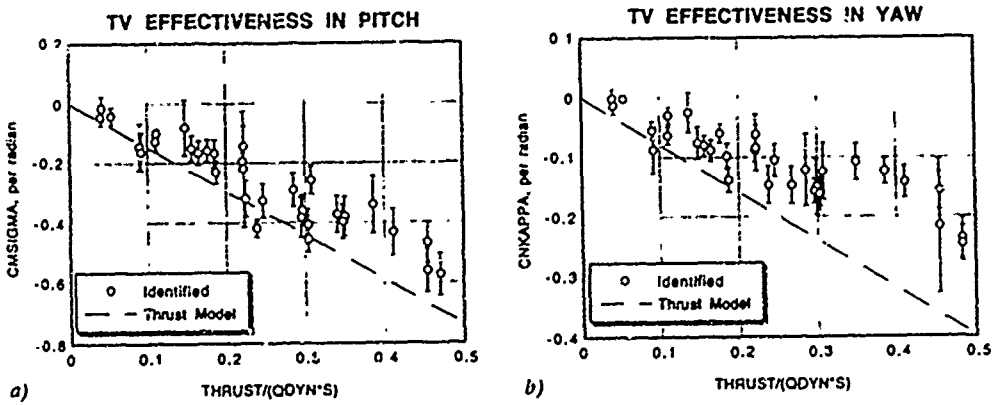 TV EFFECTIVENESS IN PITCH
0 2
0
-0.2
-0.4
-0.6
-0.8
CMSIGMA, per radian
Identified
Thrust Model
0
0.1
0.2
0.3
0.4
0.5
THRUST/(QDYN*S)
a)
TV EFFECTIVENESS IN YAW
0 1
0
-0.1
-0.2
-0.3
-0.4
CNKAPPA, per radian
Identified
Thrust Model
0
0.1
0.2
0.3
0.4
0.5
THRUST/(QDYN*S)
b)